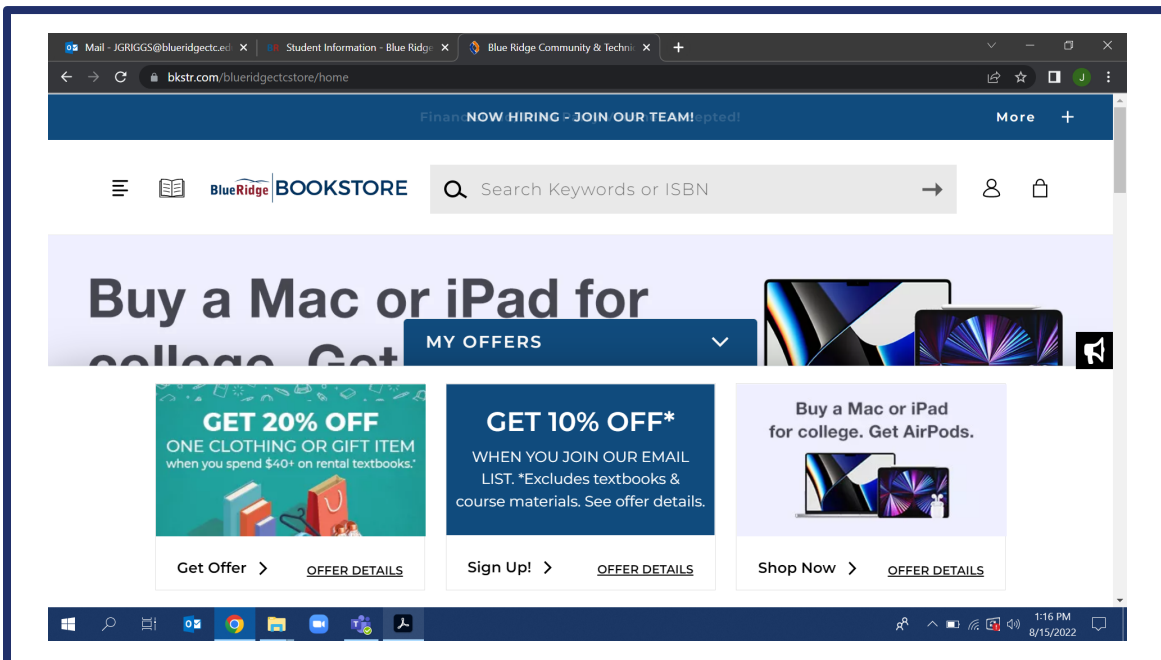 Mail - JGRIGGS@blueridgectc.ed
Student Information - Blue Ridge
Blue Ridge Community & Technic
bkstr.com/blueridgectcstore/home
J
NOW HIRING - JOIN OUR TEAM!
More +
BlueRidge BOOKSTORE
Search Keywords or ISBN
Buy a Mac or iPad for
college. Get
MY OFFERS
GET 20% OFF
ONE CLOTHING OR GIFT ITEM
when you spend $40+ on rental textbooks.*
GET 10% OFF*
WHEN YOU JOIN OUR EMAIL
LIST. *Excludes textbooks &
course materials. See offer details.
Buy a Mac or iPad
for college. Get AirPods.
Get Offer >
OFFER DETAILS
Sign Up! >
OFFER DETAILS
Shop Now >
OFFER DETAILS
1:16 PM
8/15/2022